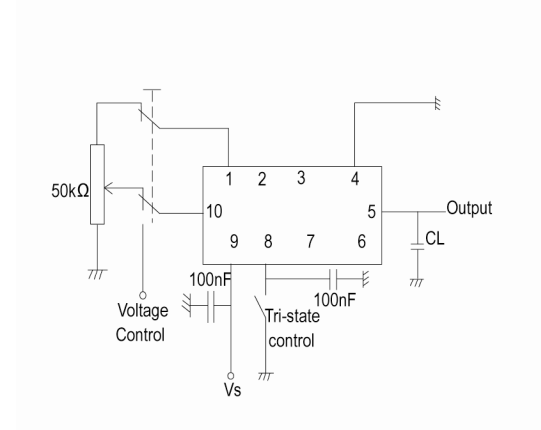 1 2 3 4
50kΩ
10 5 Output
9 8 7 6
CL
100nF
100nF
Voltage
Control
Tri-state
control
Vs